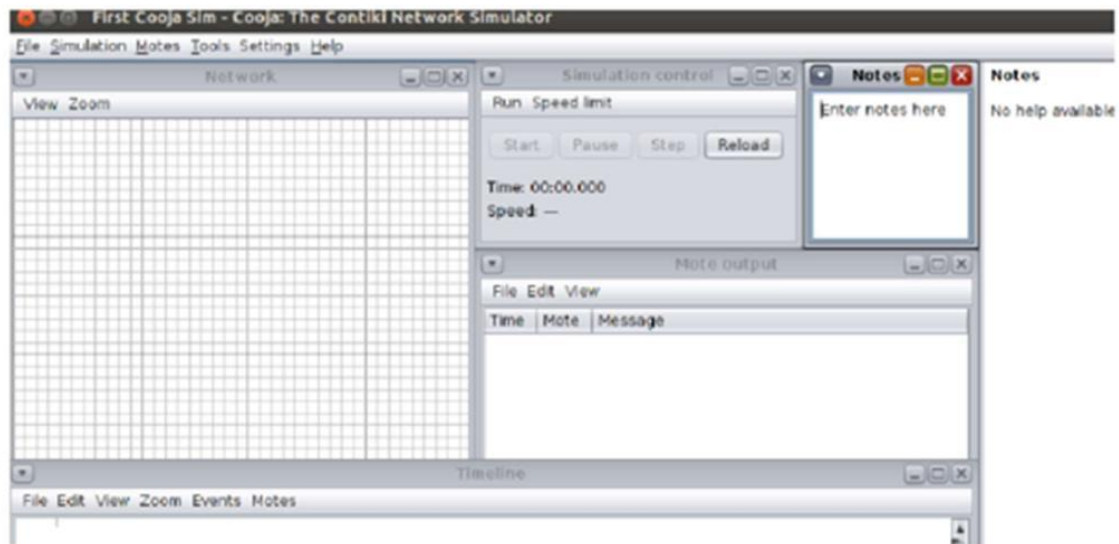 First Cooja Sim - Cooja: The Contiki Network Simulator
File Simulation Motes Tools Settings Help
Network
View Zoom
Simulation control
Run Speed limit
Start Pause Step Reload
Time: 00:00.000
Speed: ---
Notes
Enter notes here
Notes
No help available
Mote output
File Edit View
Time Mote Message
Timeline
File Edit View Zoom Events Motes